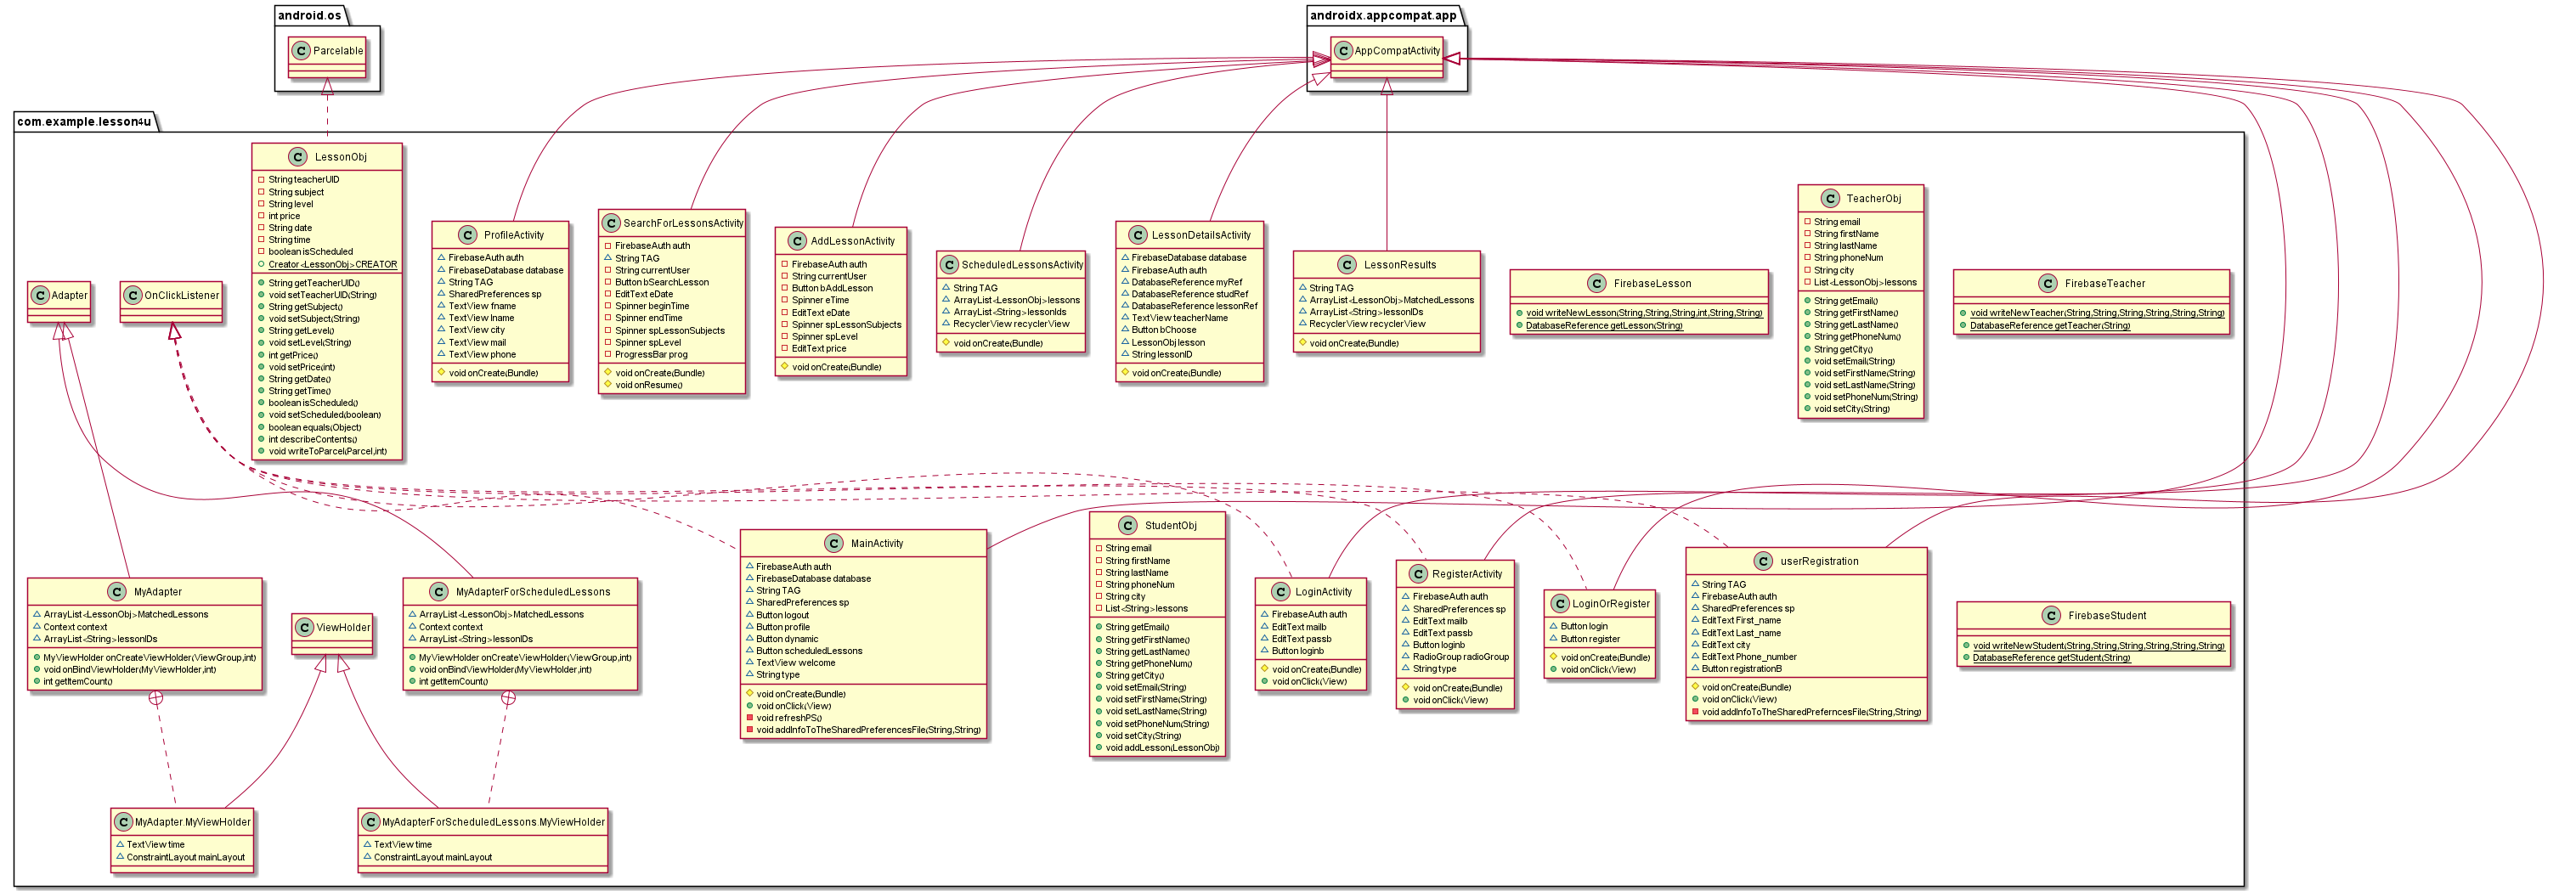 android.os
C Parcelable
androidx.appcompat.app
C AppCompatActivity
com.example.lesson4u
C LessonObj
String teacherUID
String subject
String level
int price
String date
String time
boolean isScheduled
Creator<LessonObj> CREATOR
String getTeacherUID()
void setTeacherUID(String)
String getSubject()
void setSubject(String)
String getLevel()
void setLevel(String)
int getPrice()
void setPrice(int)
String getDate()
String getTime()
boolean isScheduled()
void setScheduled(boolean)
boolean equals(Object)
int describeContents()
void writeToParcel(Parcel,int)
C Adapter
C OnClickListener
C ProfileActivity
FirebaseAuth auth
FirebaseDatabase database
String TAG
SharedPreferences sp
TextView fname
TextView lname
TextView city
TextView mail
TextView phone
void onCreate(Bundle)
C SearchForLessonsActivity
FirebaseAuth auth
String TAG
String currentUser
Button bSearchLesson
EditText eDate
Spinner beginTime
Spinner endTime
Spinner spLessonSubjects
Spinner spLevel
ProgressBar prog
void onCreate(Bundle)
void onResume()
C AddLessonActivity
FirebaseAuth auth
String currentUser
Button bAddLesson
Spinner eTime
EditText eDate
Spinner spLessonSubjects
Spinner spLevel
EditText price
void onCreate(Bundle)
C ScheduledLessonsActivity
String TAG
ArrayList<LessonObj> lessons
ArrayList<String> lessonIds
RecyclerView recyclerView
void onCreate(Bundle)
C LessonDetailsActivity
FirebaseDatabase database
FirebaseAuth auth
DatabaseReference myRef
DatabaseReference studRef
DatabaseReference lessonRef
TextView teacherName
Button bChoose
LessonObj lesson
String lessonID
void onCreate(Bundle)
C LessonResults
String TAG
ArrayList<LessonObj> MatchedLessons
ArrayList<String> lessonIDs
RecyclerView recyclerView
void onCreate(Bundle)
C FirebaseLesson
void writeNewLesson(String,String,String,int,String,String)
DatabaseReference getLesson(String)
C TeacherObj
String email
String firstName
String lastName
String phoneNum
String city
List<LessonObj> lessons
String getEmail()
String getFirstName()
String getLastName()
String getPhoneNum()
String getCity()
void setEmail(String)
void setFirstName(String)
void setLastName(String)
void setPhoneNum(String)
void setCity(String)
C FirebaseTeacher
void writeNewTeacher(String,String,String,String,String,String)
DatabaseReference getTeacher(String)
C MyAdapter
ArrayList<LessonObj> MatchedLessons
Context context
ArrayList<String> lessonIDs
MyViewHolder onCreateViewHolder(ViewGroup,int)
void onBindViewHolder(MyViewHolder,int)
int getItemCount()
C ViewHolder
C MyAdapterForScheduledLessons
ArrayList<LessonObj> MatchedLessons
Context context
ArrayList<String> lessonIDs
MyViewHolder onCreateViewHolder(ViewGroup,int)
void onBindViewHolder(MyViewHolder,int)
int getItemCount()
C MainActivity
FirebaseAuth auth
FirebaseDatabase database
String TAG
SharedPreferences sp
Button logout
Button profile
Button dynamic
Button scheduledLessons
TextView welcome
String type
void onCreate(Bundle)
void onClick(View)
void refreshPS()
void addInfoToTheSharedPreferencesFile(String,String)
C StudentObj
String email
String firstName
String lastName
String phoneNum
String city
List<String> lessons
String getEmail()
String getFirstName()
String getLastName()
String getPhoneNum()
String getCity()
void setEmail(String)
void setFirstName(String)
void setLastName(String)
void setPhoneNum(String)
void setCity(String)
void addLesson(LessonObj)
C LoginActivity
FirebaseAuth auth
EditText mailb
EditText passb
Button loginb
void onCreate(Bundle)
void onClick(View)
C RegisterActivity
FirebaseAuth auth
SharedPreferences sp
EditText mailb
EditText passb
Button loginb
RadioGroup radioGroup
String type
void onCreate(Bundle)
void onClick(View)
C LoginOrRegister
Button login
Button register
void onCreate(Bundle)
void onClick(View)
C userRegistration
String TAG
FirebaseAuth auth
SharedPreferences sp
EditText First_name
EditText Last_name
EditText city
EditText Phone_number
Button registrationB
void onCreate(Bundle)
void onClick(View)
void addInfoToTheSharedPreferncesFile(String,String)
C FirebaseStudent
void writeNewStudent(String,String,String,String,String,String)
DatabaseReference getStudent(String)
C MyAdapter.MyViewHolder
TextView time
ConstraintLayout mainLayout
C MyAdapterForScheduledLessons.MyViewHolder
TextView time
ConstraintLayout mainLayout